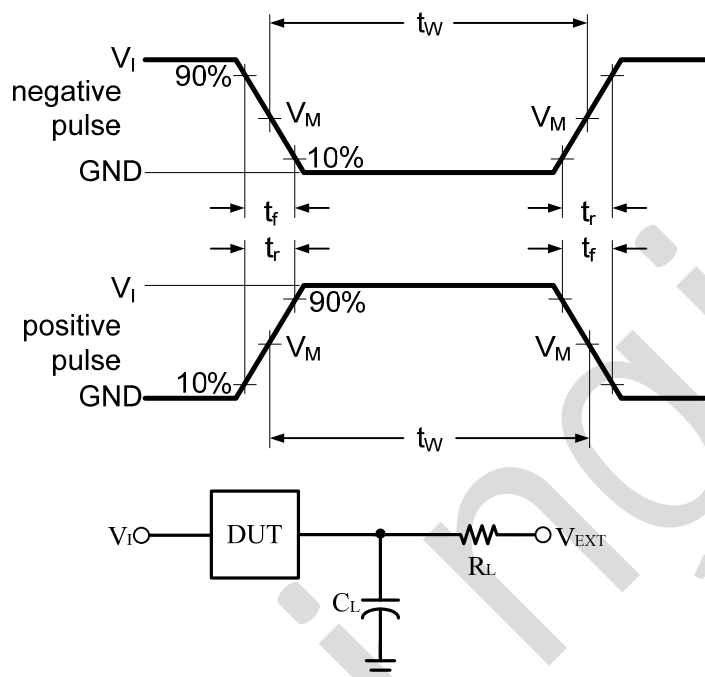 tW
VI
90%
negative
pulse
VM
VM
10%
GND
tf
tr
tr
tf
VI
90%
positive
pulse
VM
VM
10%
GND
tW
VI
DUT
VEXT
RL
CL